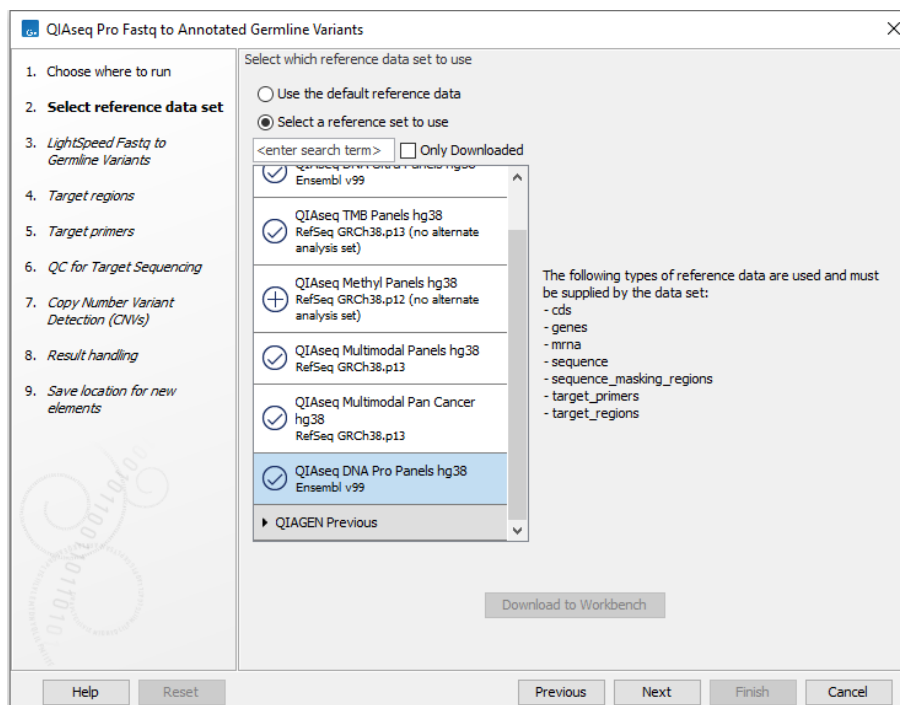 QIAseq Pro Fastq to Annotated Germline Variants
1. Choose where to run
2. Select reference data set
3. LightSpeed Fastq to
Germline Variants
4. Target regions
5. Target primers
6. QC for Target Sequencing
7. Copy Number Variant
Detection (CNVs)
8. Result handling
9. Save location for new
elements
Select which reference data set to use
Use the default reference data
Select a reference set to use
<enter search term> Only Downloaded
Ensembl v99
QIAseq TMB Panels hg38
RefSeq GRCh38.p13 (no alternate
analysis set)
QIAseq Methyl Panels hg38
RefSeq GRCh38.p12 (no alternate
analysis set)
QIAseq Multimodal Panels hg38
RefSeq GRCh38.p13
QIAseq Multimodal Pan Cancer
hg38
RefSeq GRCh38.p13
QIAseq DNA Pro Panels hg38
Ensembl v99
QIAGEN Previous
The following types of reference data are used and must
be supplied by the data set:
- cds
- genes
- mrna
- sequence
- sequence_masking_regions
- target_primers
- target_regions
Download to Workbench
Help Reset Previous Next Finish Cancel